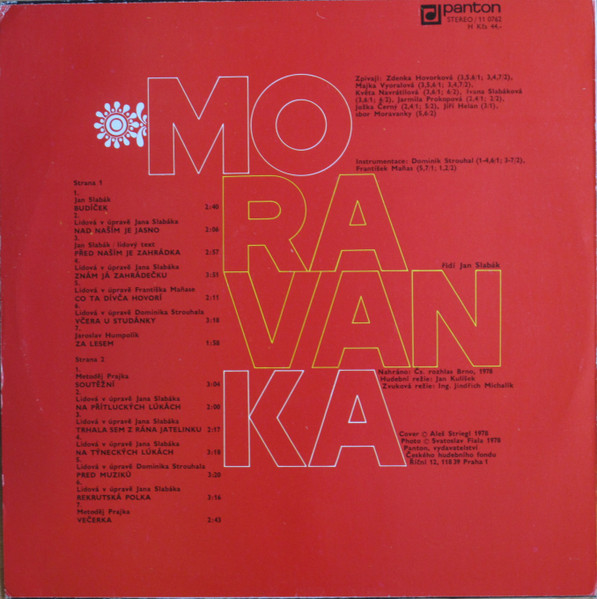 panton
STEREO / 11 0762
H Kčs 44,-
MO
RA
VAN
KA
Zpívají: Zdenka Hovorková (3,5,6/1; 3,4,7/2),
Majka Vyoralová (3,5,6/1; 3,4,7/2),
Květa Navrátilová (3,6/1; 6/2), Ivona Slabáková
(3,6/1; 6/2), Jarmila Prokopová (2,4/1; 2/2),
Joška Černý (2,4/1; 5/2), Jiří Helan (3/1),
sbor Moravanky (5,6/2)
Instrumentace: Dominik Strouhal (1-4,6/1; 3-7/2),
František Maňas (5,7/1; 1,2/2)
řídí Jan Slabák
Strana 1
1.
Jan Slabák
BUDÍČEK 2:40
2.
Lidová v úpravě Jana Slabáka
NAD NAŠÍM JE JASNO 2:06
3.
Jan Slabák - lidový text
PŘED NAŠÍM JE ZAHRÁDKA 2:57
4.
Lidová v úpravě Jana Slabáka
ZNÁM JÁ ZAHRÁDEČKU 2:51
5.
Lidová v úpravě Františka Maňase
CO TA DÍVČA HOVOŘÍ 2:11
6.
Lidová v úpravě Dominika Strouhala
VČERA U STUDÁNKY 3:18
7.
Jaroslav Humpolík
ZA LESEM 1:58
Strana 2
1.
Metoděj Prajka
SOUTĚŽNÍ 3:04
2.
Lidová v úpravě Jana Slabáka
NA PŘÍTLUCKÝCH LÚKÁCH 2:00
3.
Lidová v úpravě Jana Slabáka
TRHALA SEM Z RÁNA JATELINKU 2:17
4.
Lidová v úpravě Jana Slabáka
NA TÝNECKÝCH LÚKÁCH 3:18
5.
Lidová v úpravě Dominika Strouhala
PŘED MUZIKÚ 3:20
6.
Lidová v úpravě Jana Slabáka
REKRUTSKÁ POLKA 3:16
7.
Metoděj Prajka
VEČERKA 2:43
Nahráno: Čs. rozhlas Brno, 1978
Hudební režie: Jan Kulíšek
Zvuková režie: Ing. Jindřich Michalík
Cover © Aleš Striegl 1978
Photo © Svatoslav Fiala 1978
Panton, vydavatelství
Českého hudebního fondu
Říční 12, 118 39 Praha 1